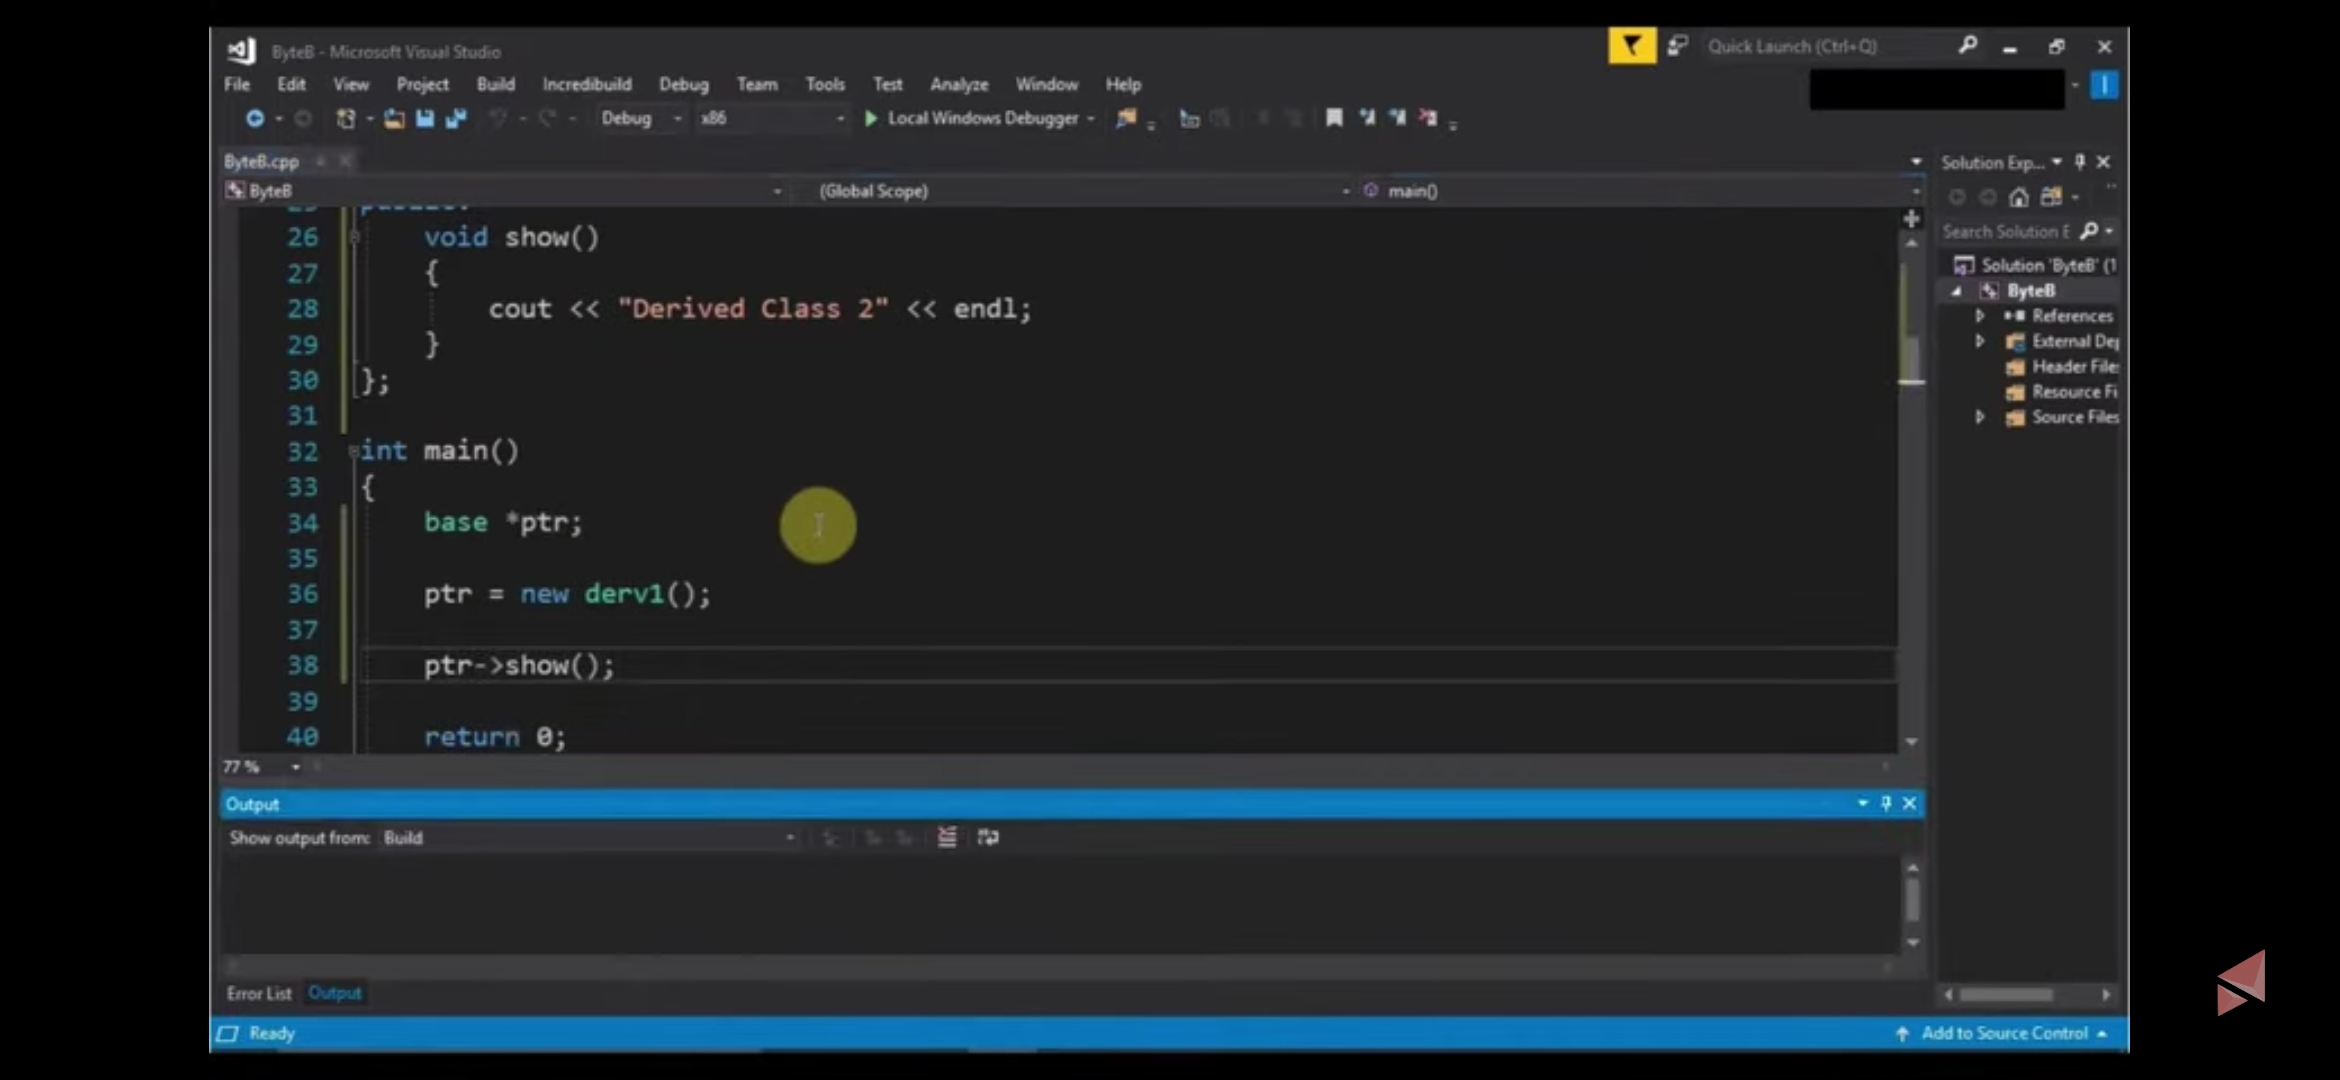 ByteB - Microsoft Visual Studio
Quick Launch (Ctrl+Q)
File Edit View Project Build Incredibuild Debug Team Tools Test Analyze Window Help
Debug x86 Local Windows Debugger
ByteB.cpp
Solution Exp...
ByteB (Global Scope) main()
26 void show()
Search Solution E
27 {
Solution 'ByteB' (1
ByteB
28 cout << "Derived Class 2" << endl;
References
29 }
External Dep
Header Files
30 };
Resource Fi
31
Source Files
32 int main()
33 {
34 base *ptr;
35
36 ptr = new derv1();
37
38 ptr->show();
39
40 return 0;
77 %
Output
Show output from: Build
Error List Output
Ready
Add to Source Control